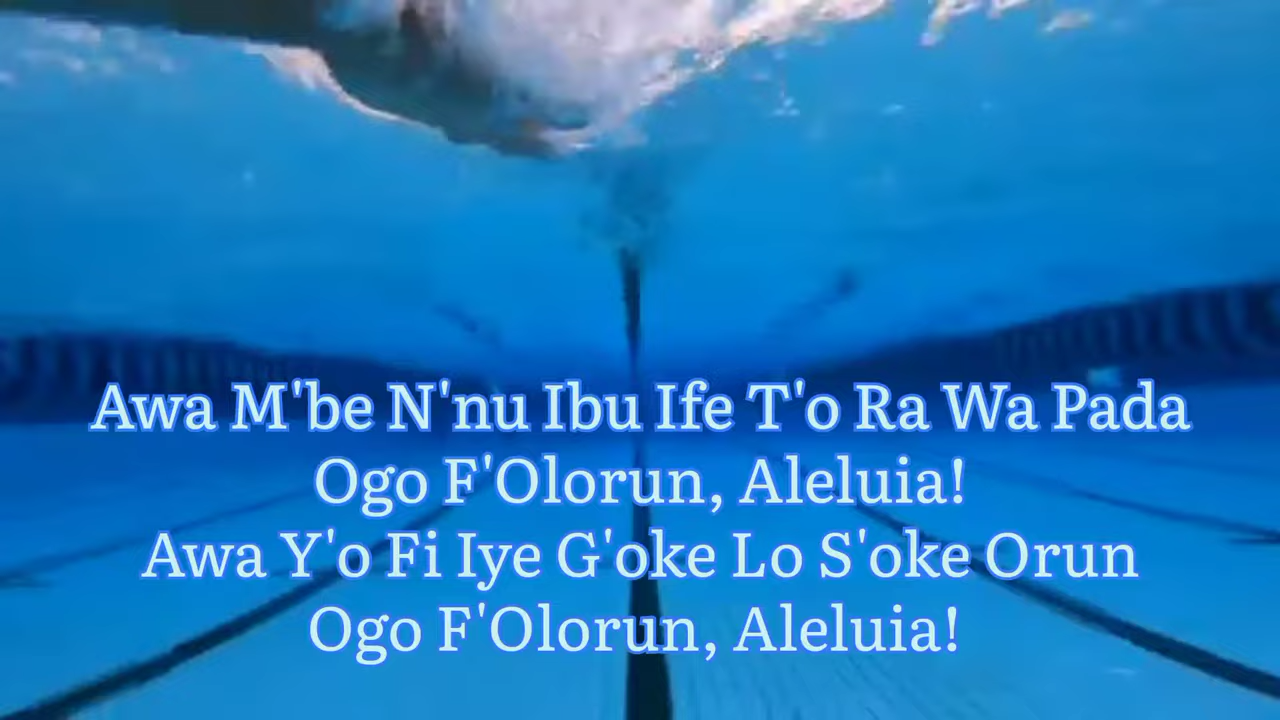 Awa M'be N'nu Ibu Ife T'o Ra Wa Pada
Ogo F'Olorun, Aleluia!
Awa Y'o Fi Iye G'oke Lo S'oke Orun
Ogo F'Olorun, Aleluia!